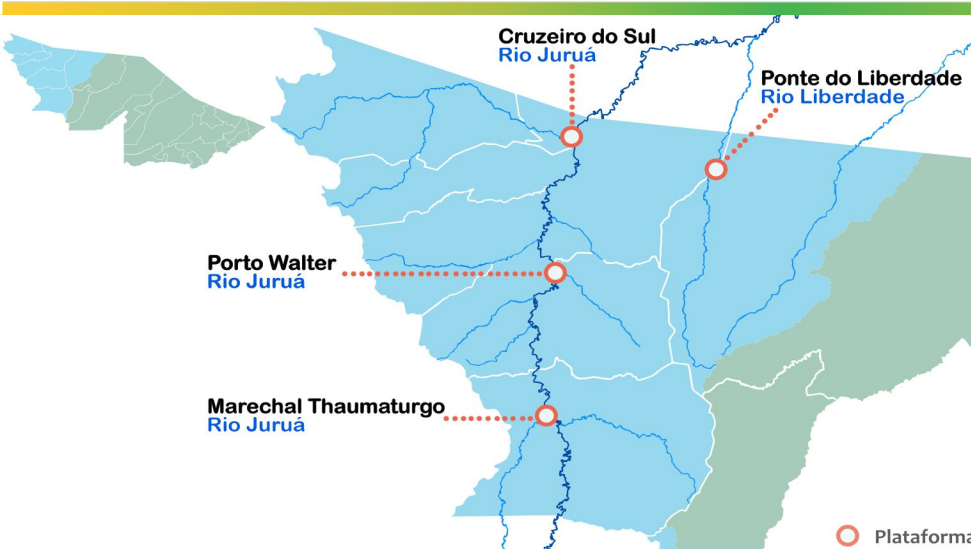 Cruzeiro do Sul
Rio Juruá
Ponte do Liberdade
Rio Liberdade
Porto Walter
Rio Juruá
Marechal Thaumaturgo
Rio Juruá
Plataforma